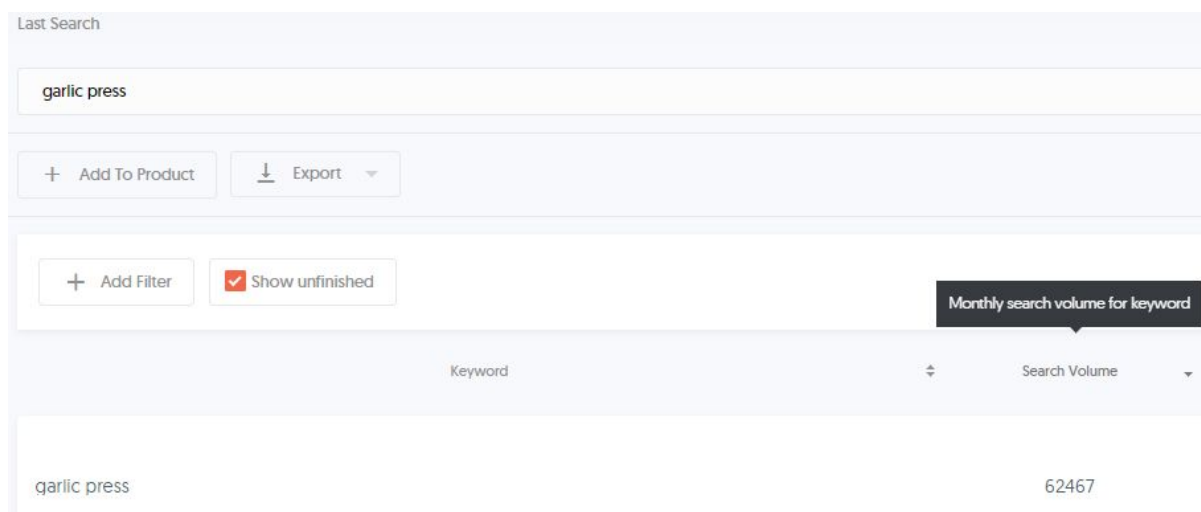 Last Search
garlic press
+ Add To Product Export
+ Add Filter Show unfinished
Monthly search volume for keyword
Keyword Search Volume
garlic press 62467